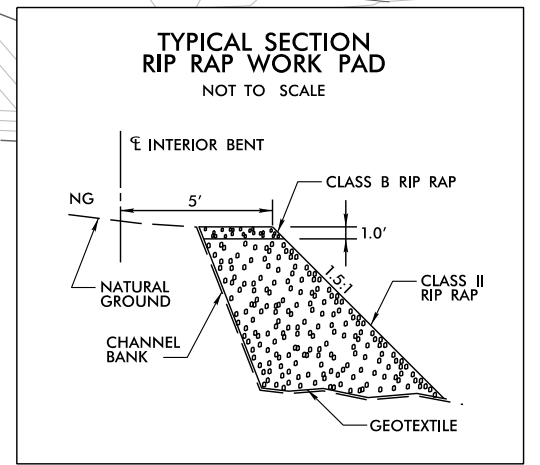 TYPICAL SECTION
RIP RAP WORK PAD
NOT TO SCALE
℄ INTERIOR BENT
NG
5'
CLASS B RIP RAP
1.0'
1.5:1
CLASS II
RIP RAP
NATURAL
GROUND
CHANNEL
BANK
GEOTEXTILE